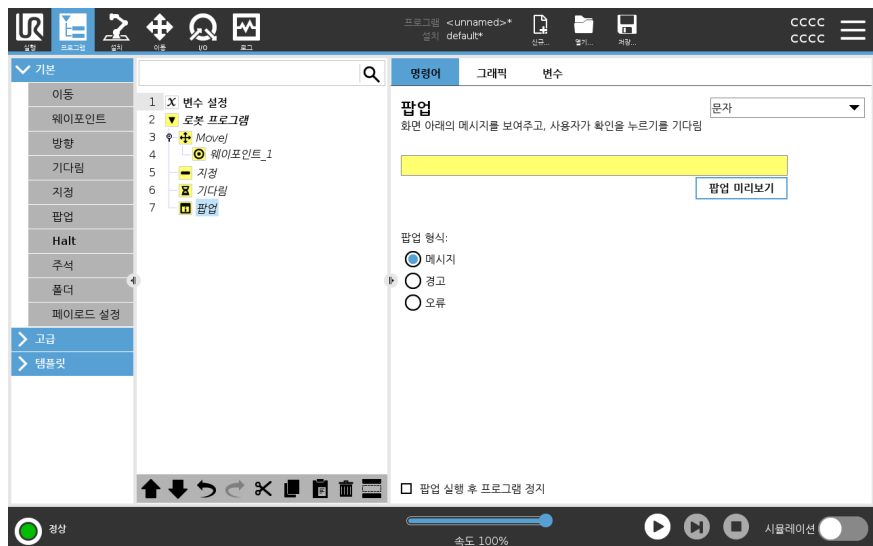 UR
실행
프로그램
설치
이동
I/O
로그
프로그램 <unnamed>*
설치 default*
신규...
열기...
저장...
CCCC
CCCC
기본
이동
웨이포인트
방향
기다림
지정
팝업
Halt
주석
폴더
페이로드 설정
고급
템플릿
1 X 변수 설정
2 로봇 프로그램
3 MoveJ
4 웨이포인트_1
5 지정
6 기다림
7 팝업
명령어 그래픽 변수
팝업
문자
화면 아래의 메시지를 보여주고, 사용자가 확인을 누르기를 기다림
팝업 미리보기
팝업 형식:
메시지
경고
오류
팝업 실행 후 프로그램 정지
정상
속도 100%
시뮬레이션